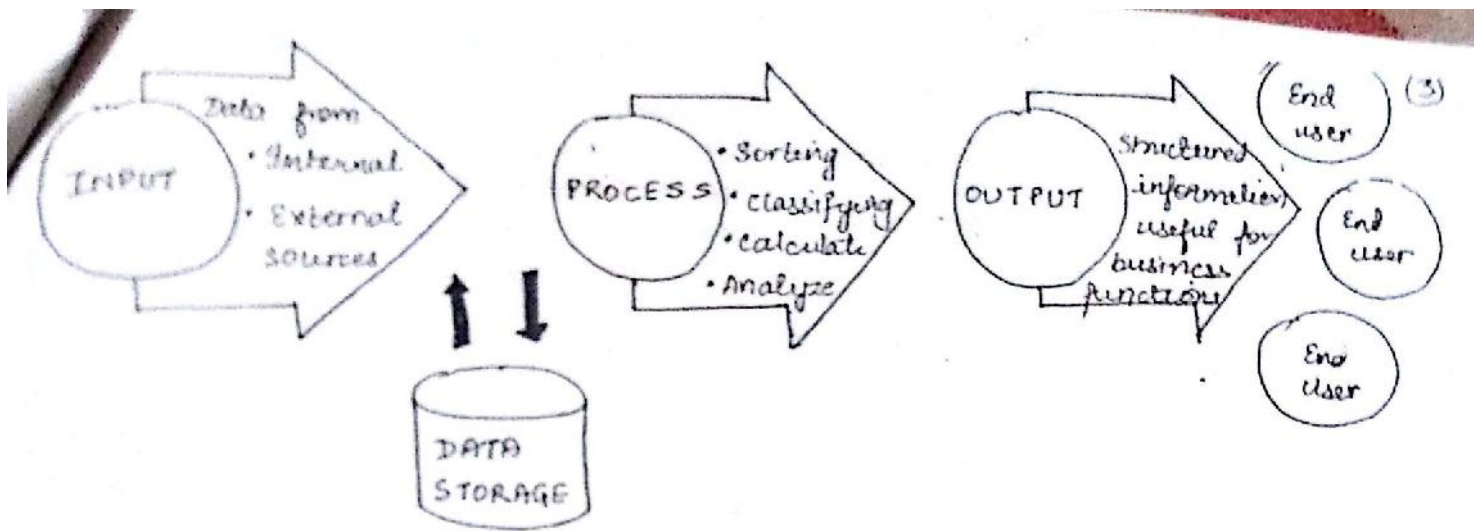 INPUT
Data from
• Internal
• External
sources
PROCESS
• Sorting
• Classifying
• Calculate
• Analyze
OUTPUT
Structured
information
useful for
business
functions
End
user
(3)
End
user
End
User
DATA
STORAGE